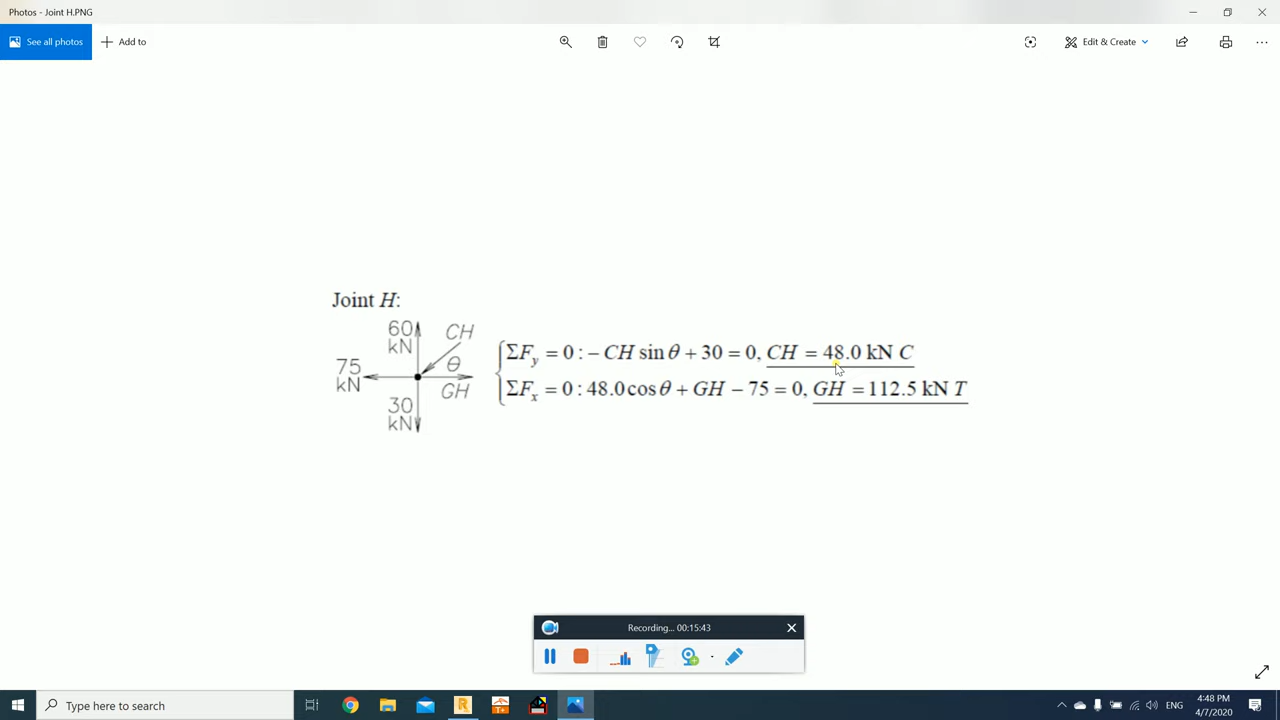 Photos - Joint H.PNG
See all photos
Add to
Edit & Create
Joint H:
60
kN
CH
θ
75
kN
GH
30
kN
ΣFy = 0 : − CH sin θ + 30 = 0, CH = 48.0 kN C
ΣFx = 0 : 48.0 cos θ + GH − 75 = 0, GH = 112.5 kN T
Recording... 00:15:43
Type here to search
ENG
4:48 PM
4/7/2020